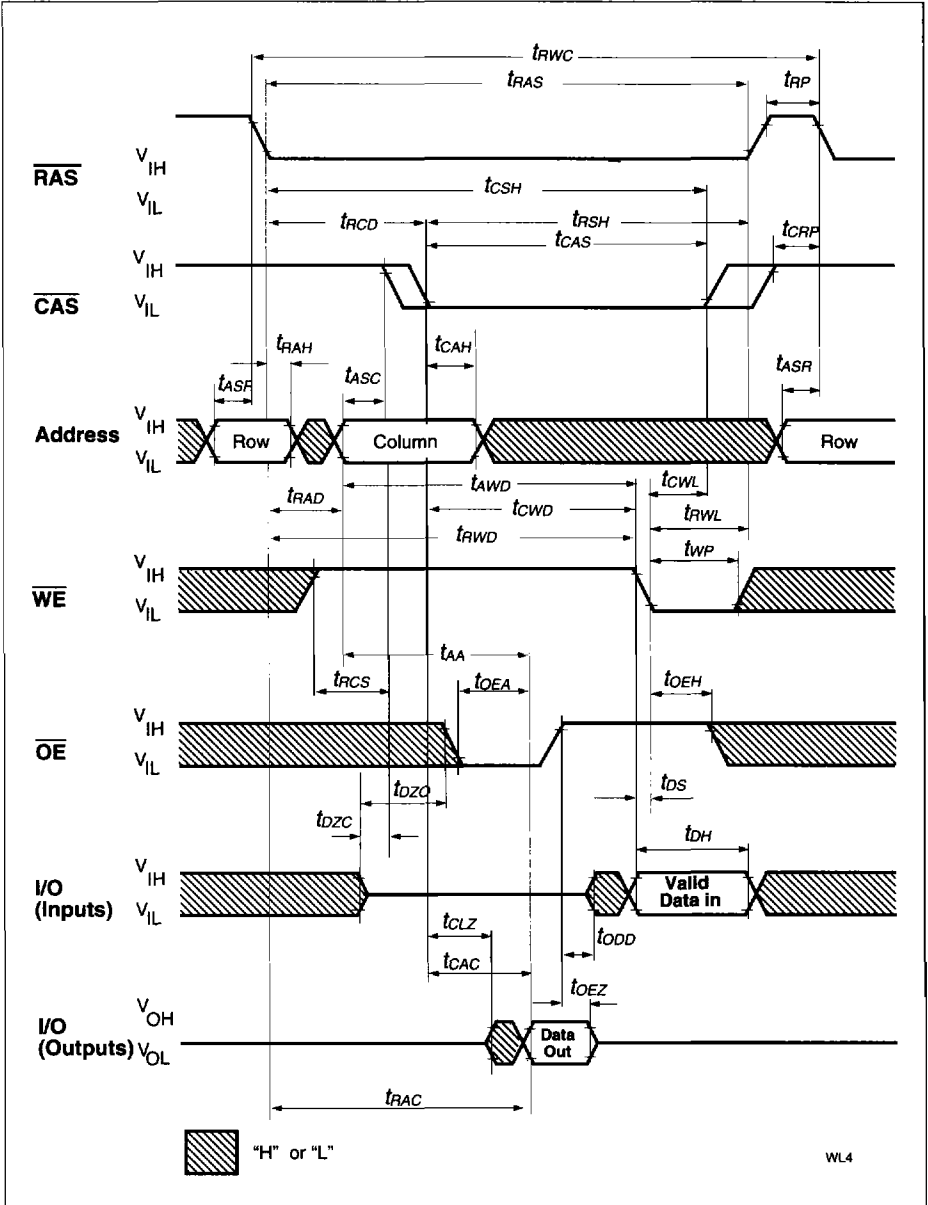 tRWC
tRAS
tRP
RAS
VIH
VIL
tCSH
tRCD
tRSH
tCAS
tCRP
CAS
VIH
VIL
tRAH
tCAH
tASR
tASC
tASR
Address
VIH
VIL
Row
Column
Row
tRAD
tAWD
tCWL
tCWD
tRWL
tRWD
tWP
WE
VIH
VIL
tAA
tRCS
tOEA
tOEH
OE
VIH
VIL
tDZO
tDS
tDZC
tDH
I/O
(Inputs)
VIH
VIL
Valid
Data in
tCLZ
tODD
tCAC
tOEZ
I/O
(Outputs)
VOH
VOL
Data
Out
tRAC
"H" or "L"
WL4